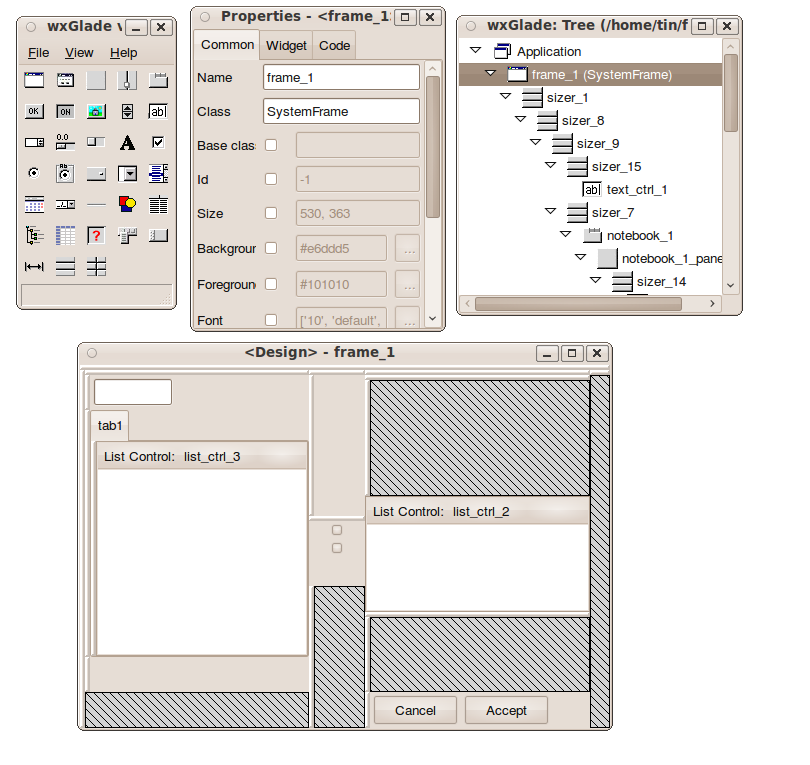 wxGlade v
File View Help
OK
ON
ab|
0.0
A
Ab
?
Properties - <frame_1:
Common Widget Code
Name frame_1
Class SystemFrame
Base clas
Id -1
Size 530, 363
Backgrour #e6ddd5 ...
Foregroun #101010 ...
Font ['10', 'default', ...
wxGlade: Tree (/home/tin/f
Application
frame_1 (SystemFrame)
sizer_1
sizer_8
sizer_9
sizer_15
ab| text_ctrl_1
sizer_7
notebook_1
notebook_1_pane
sizer_14
<Design> - frame_1
tab1
List Control: list_ctrl_3
List Control: list_ctrl_2
Cancel Accept